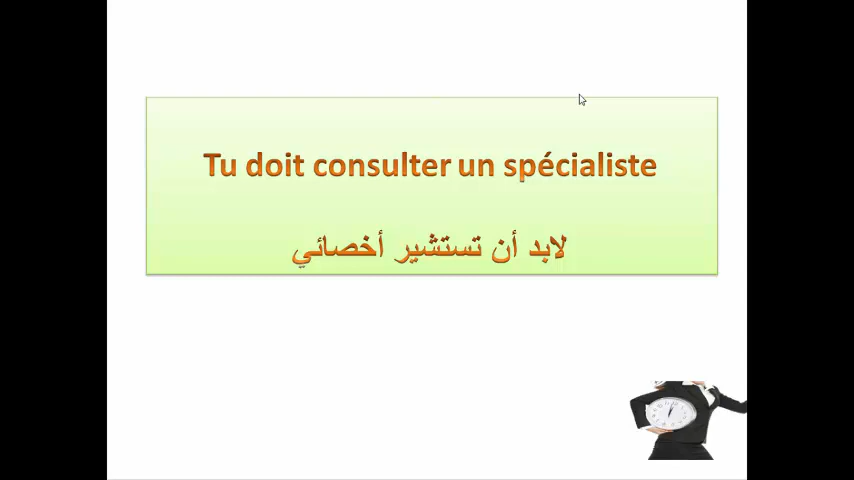 Tu doit consulter un spécialiste
لابد أن تستشير أخصائي